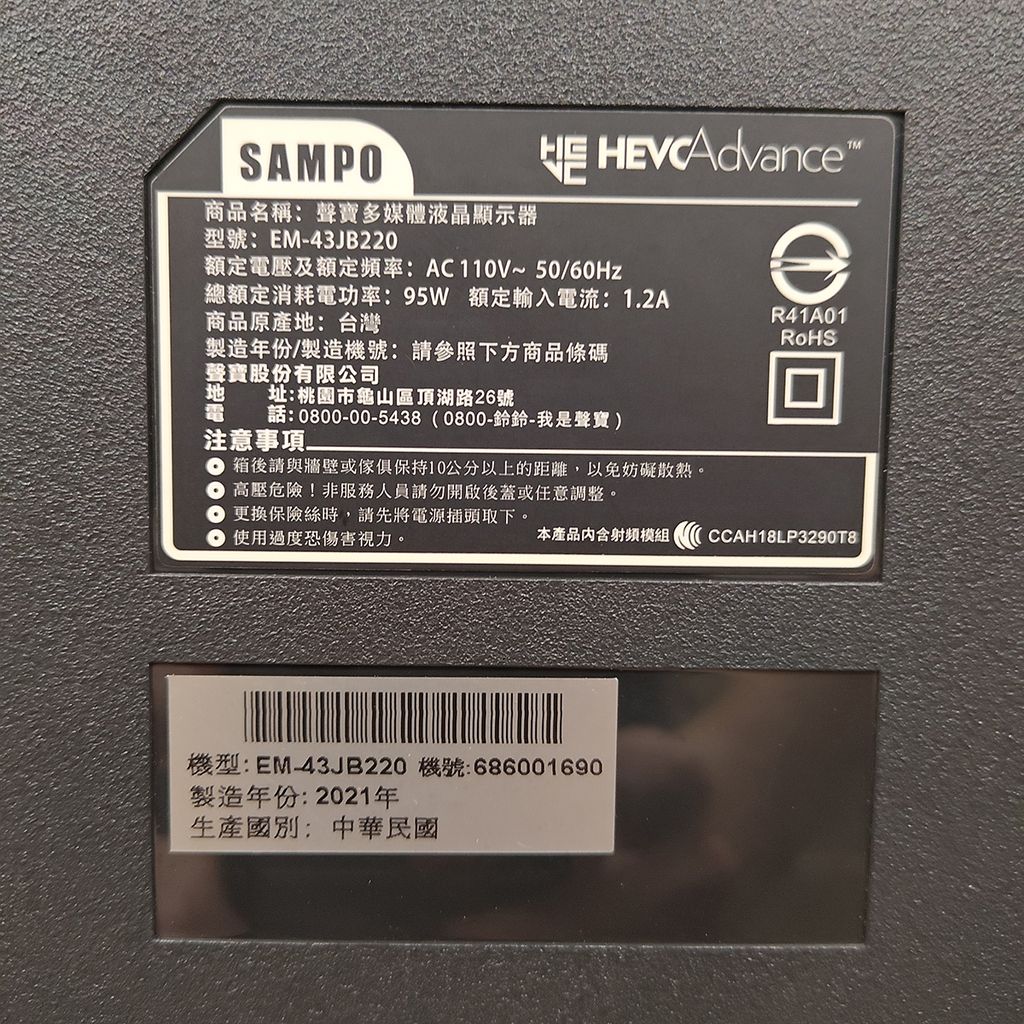 SAMPO
HEVCAdvance™
商品名稱：聲寶多媒體液晶顯示器
型號：EM-43JB220
額定電壓及額定頻率：AC 110V~ 50/60Hz
總額定消耗電功率：95W 額定輸入電流：1.2A
商品原產地：台灣
製造年份/製造機號：請參照下方商品條碼
聲寶股份有限公司
地 址:桃園市龜山區頂湖路26號
電 話:0800-00-5438（0800-鈴鈴-我是聲寶）
R41A01
RoHS
注意事項
箱後請與牆壁或傢俱保持10公分以上的距離，以免妨礙散熱。
高壓危險！非服務人員請勿開啟後蓋或任意調整。
更換保險絲時，請先將電源插頭取下。
使用過度恐傷害視力。
本產品內含射頻模組 CCAH18LP3290T8
機型:EM-43JB220 機號:686001690
製造年份:2021年
生產國別：中華民國